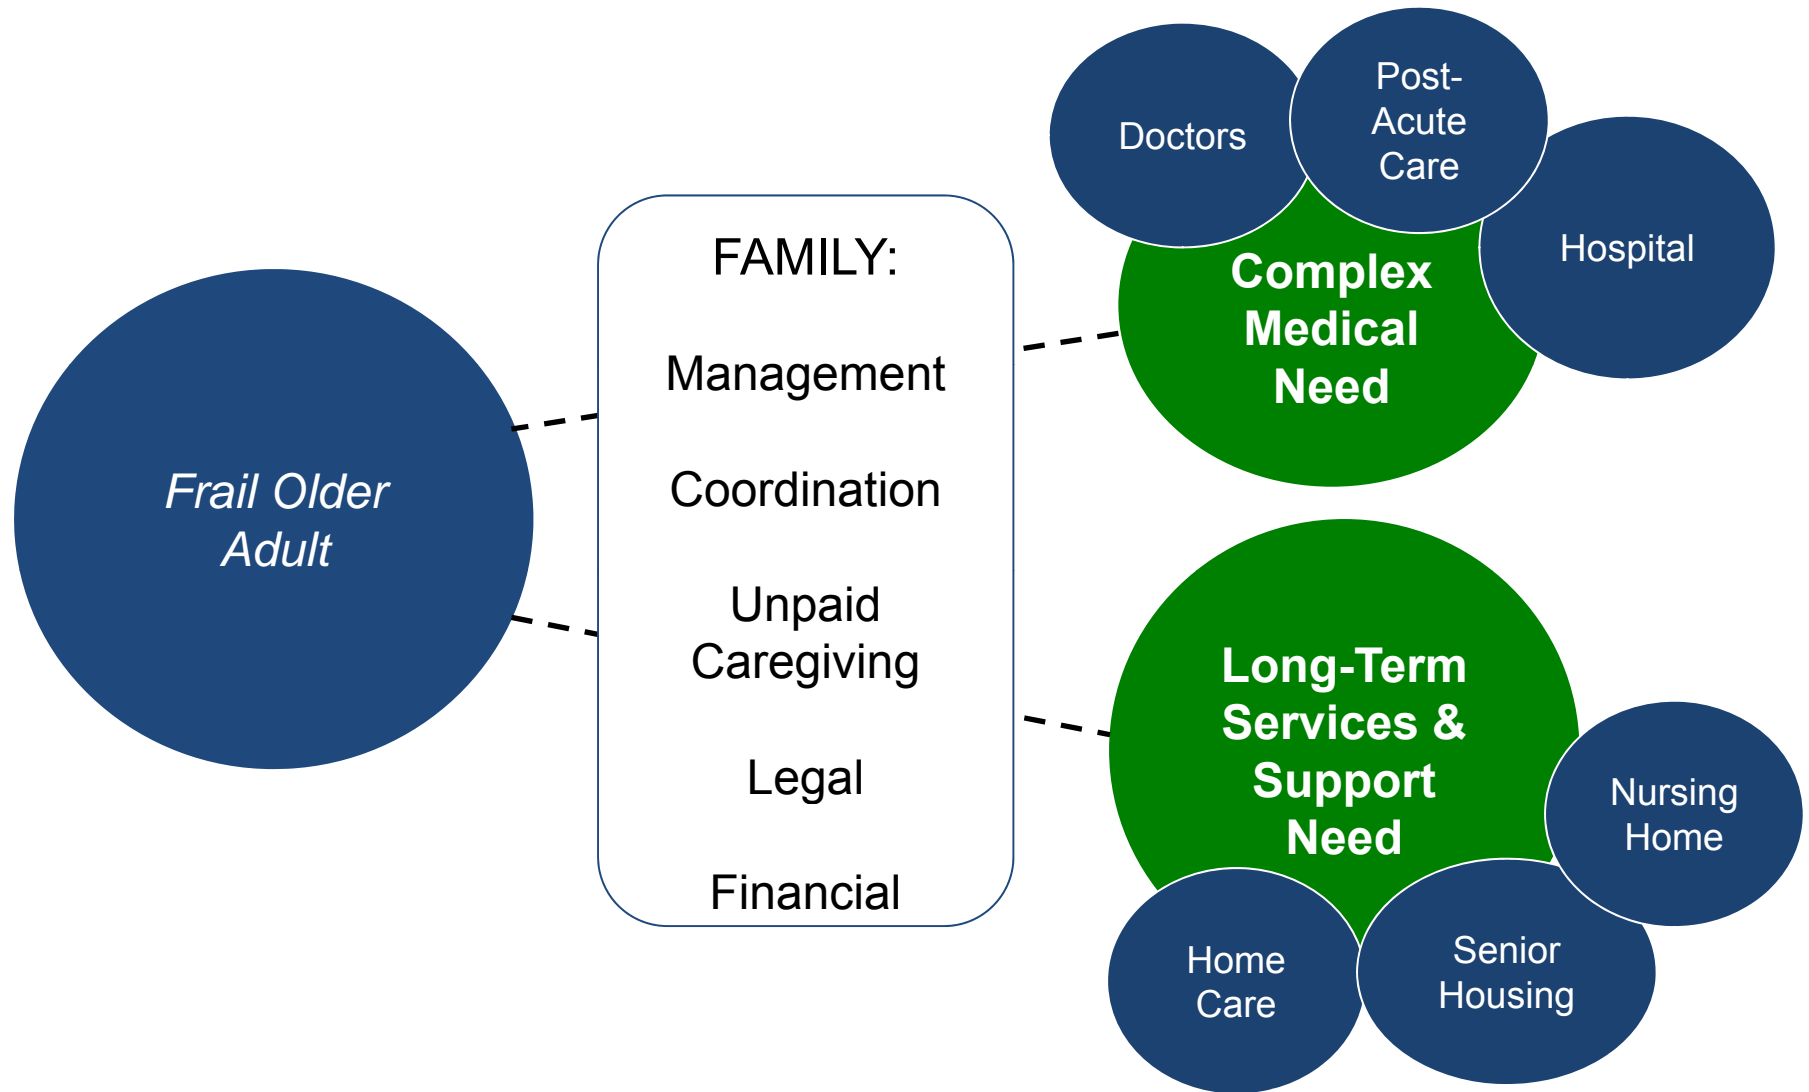 Frail Older
Adult
FAMILY:
Management
Coordination
Unpaid
Caregiving
Legal
Financial
Doctors
Post-
Acute
Care
Hospital
Complex
Medical
Need
Long-Term
Services &
Support
Need
Nursing
Home
Senior
Housing
Home
Care